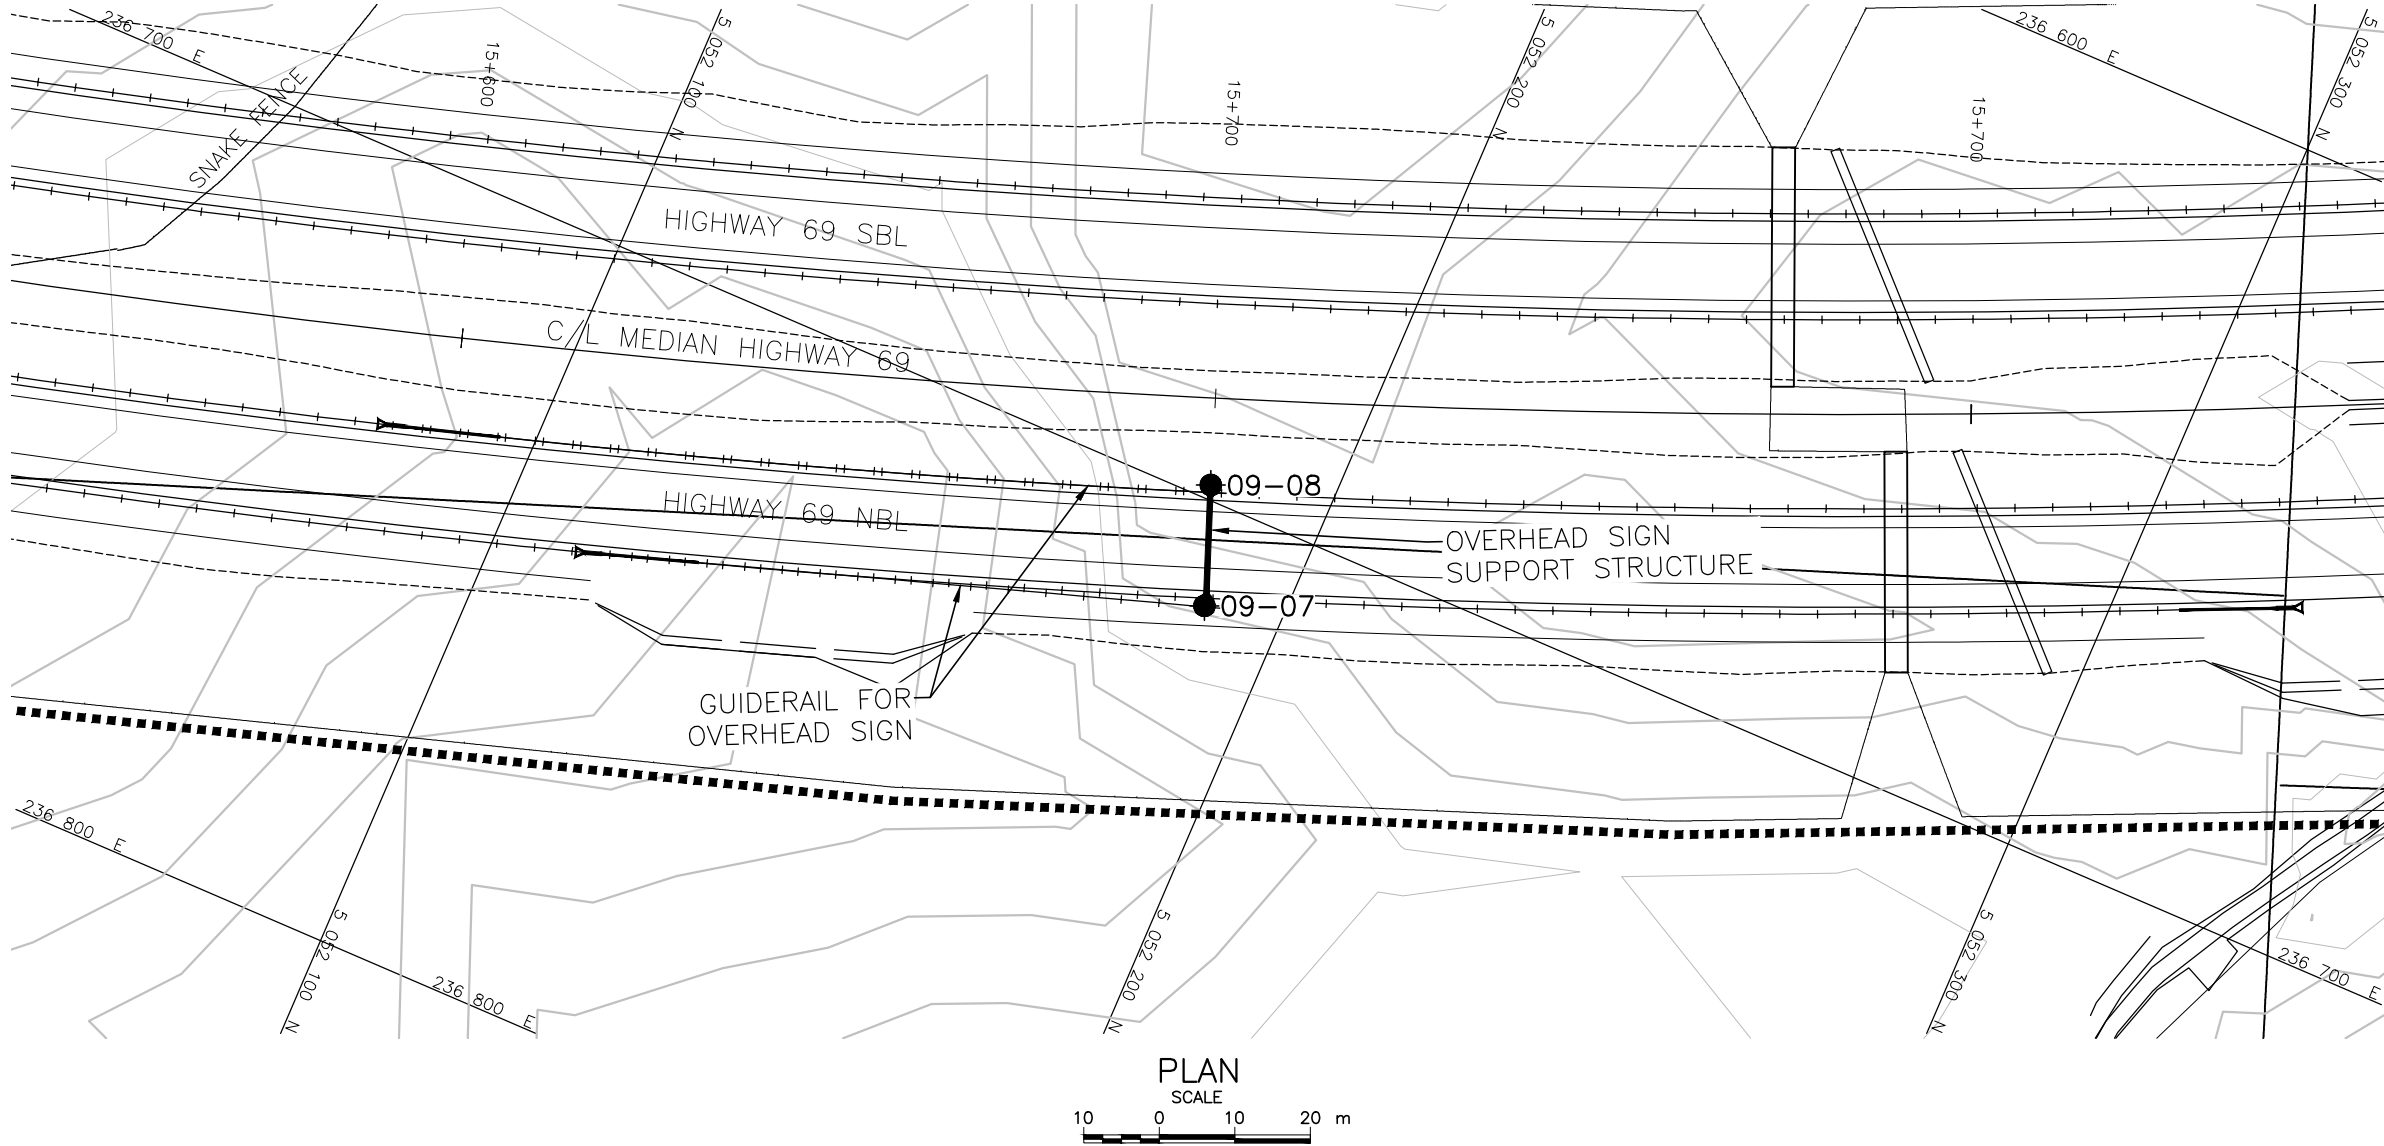 236 700 E
15+600
5 052 100 N
15+700
5 052 200 N
15+700
236 600 E
5 052 300 N
SNAKE FENCE
HIGHWAY 69 SBL
C/L MEDIAN HIGHWAY 69
HIGHWAY 69 NBL
09-08
OVERHEAD SIGN
SUPPORT STRUCTURE
09-07
GUIDERAIL FOR
OVERHEAD SIGN
236 800 E
5 052 100 N
236 800 E
5 052 200 N
5 052 300 N
236 700 E
PLAN
SCALE
10 0 10 20 m